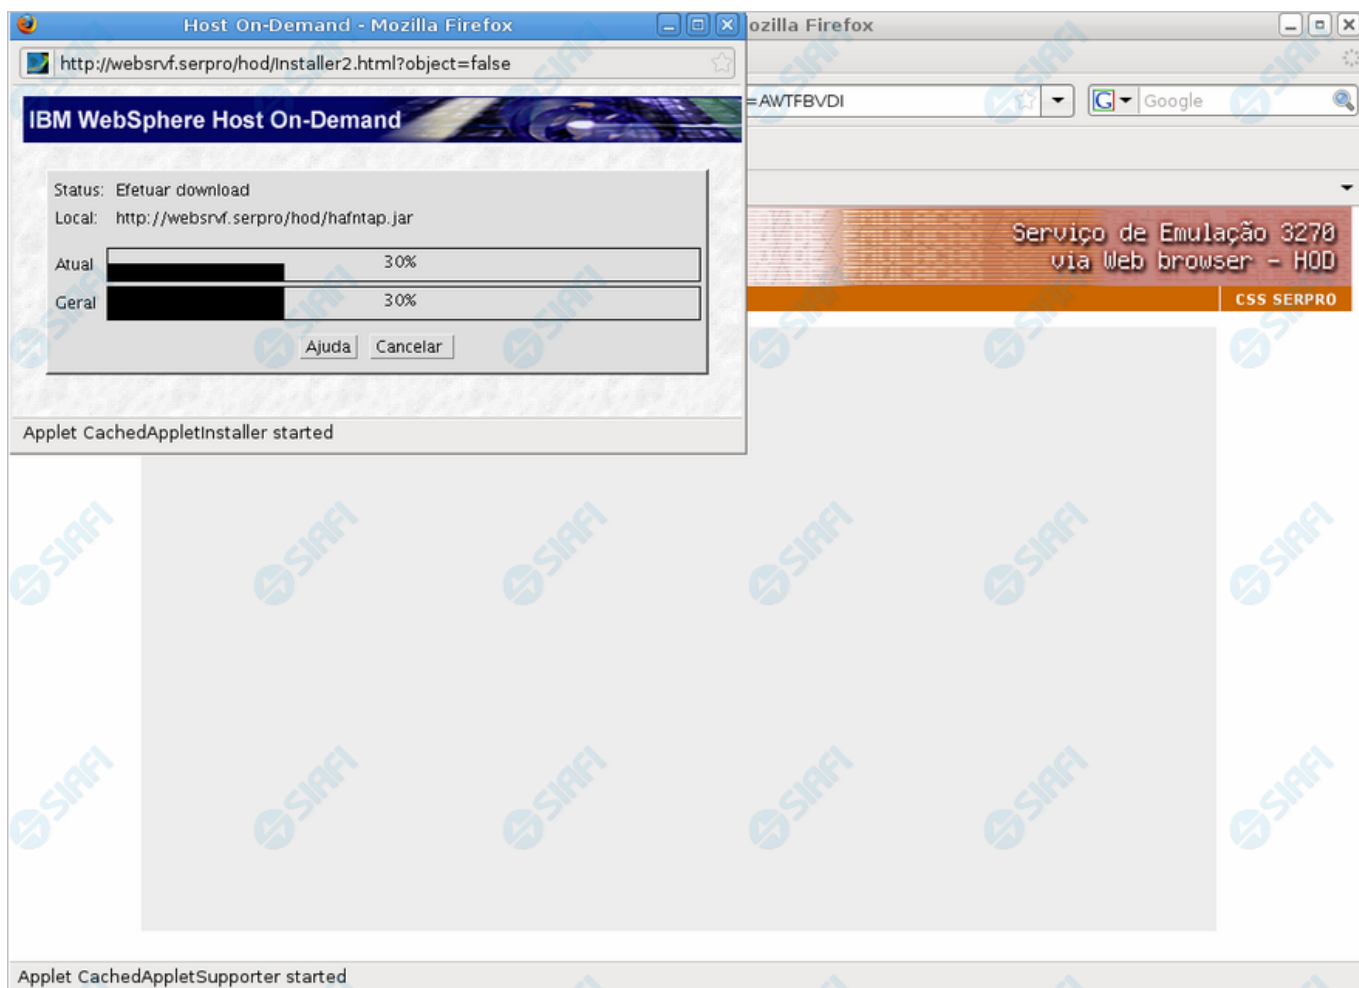 Host On-Demand - Mozilla Firefox
ozilla Firefox
http://websrvf.serpro/hod/Installer2.html?object=false
=AWTFBVDI
Google
IBM WebSphere Host On-Demand
Status: Efetuar download
Local: http://websrvf.serpro/hod/hafntap.jar
Atual 30%
Geral 30%
Ajuda Cancelar
Applet CachedAppletInstaller started
Serviço de Emulação 3270
via Web browser - HOD
CSS SERPRO
SIAFI
Applet CachedAppletSupporter started